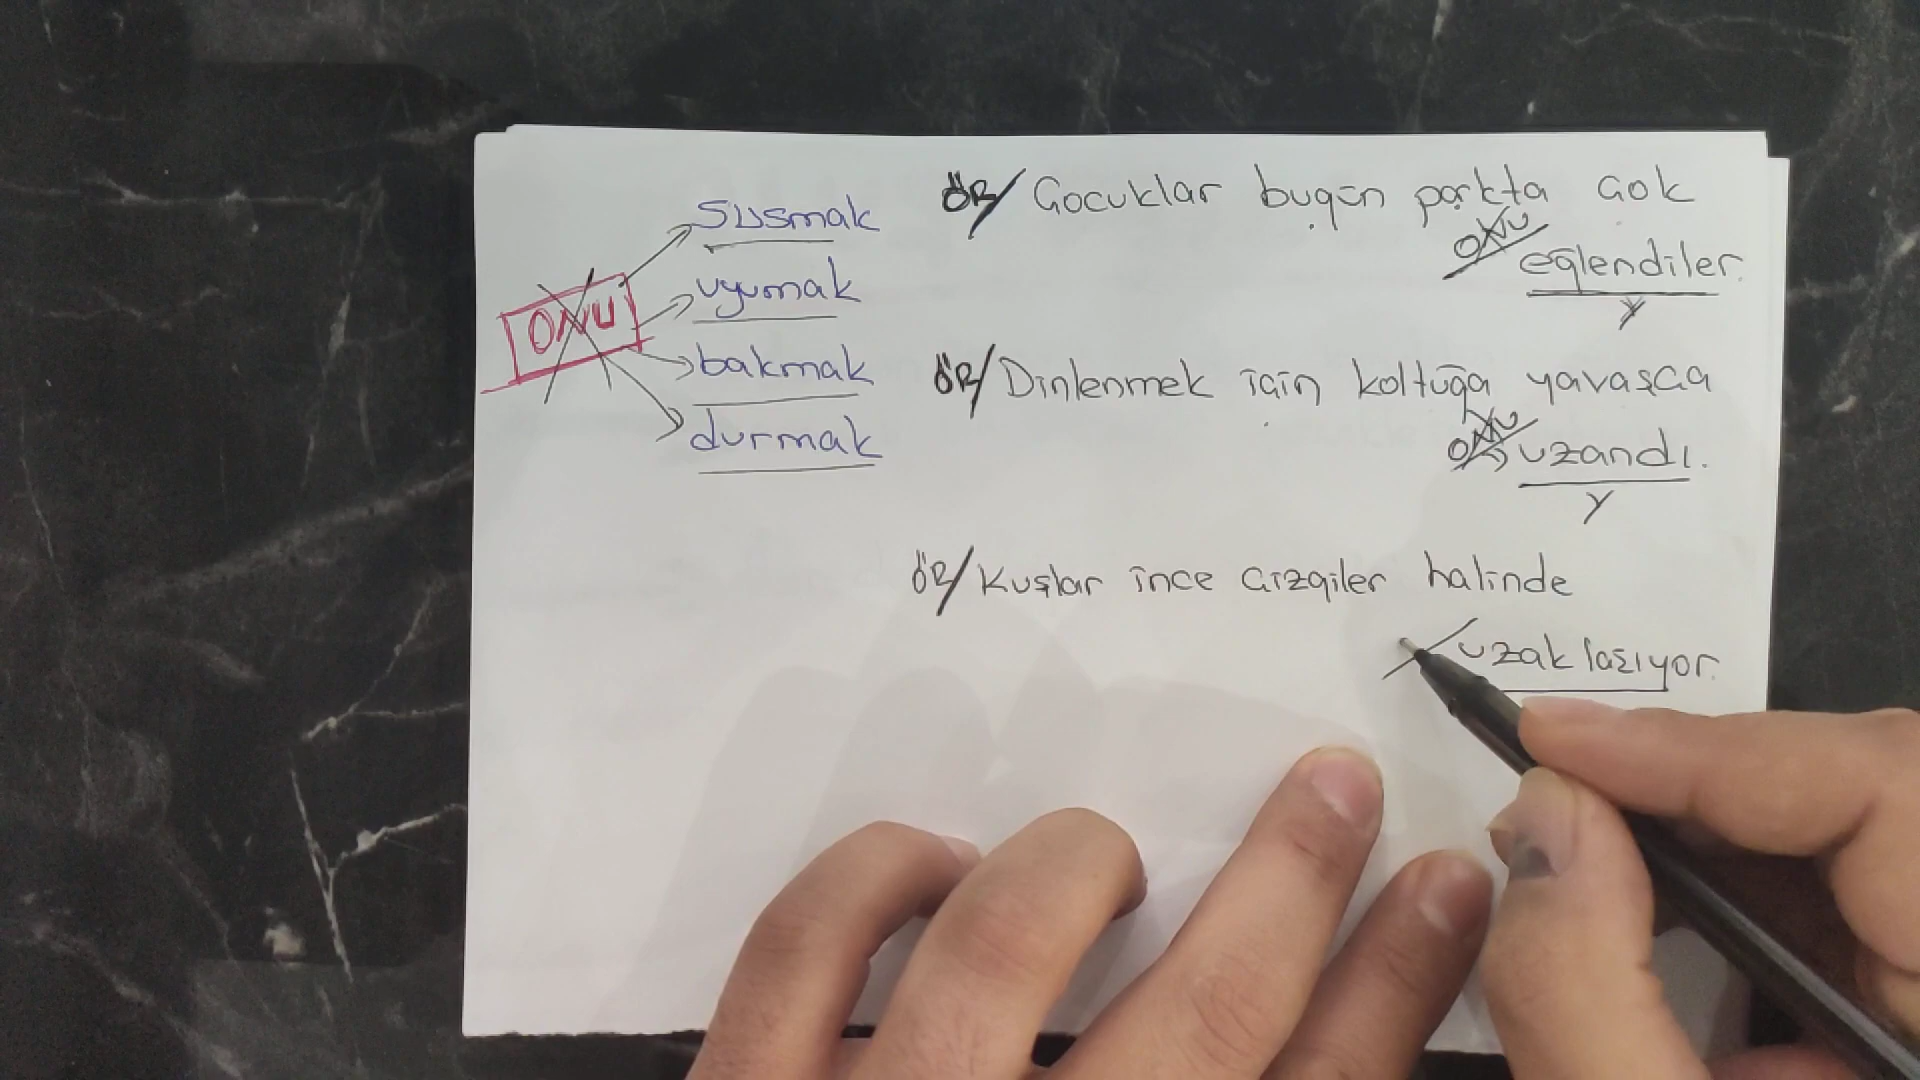 ONU
susmak
uyumak
bakmak
durmak
ÖR/ Çocuklar bugün parkta çok
ONU eğlendiler.
Y
ÖR/ Dinlenmek için koltuğa yavaşça
ONU uzandı.
Y
ÖR/ Kuşlar ince çizgiler halinde
uzaklaşıyor.